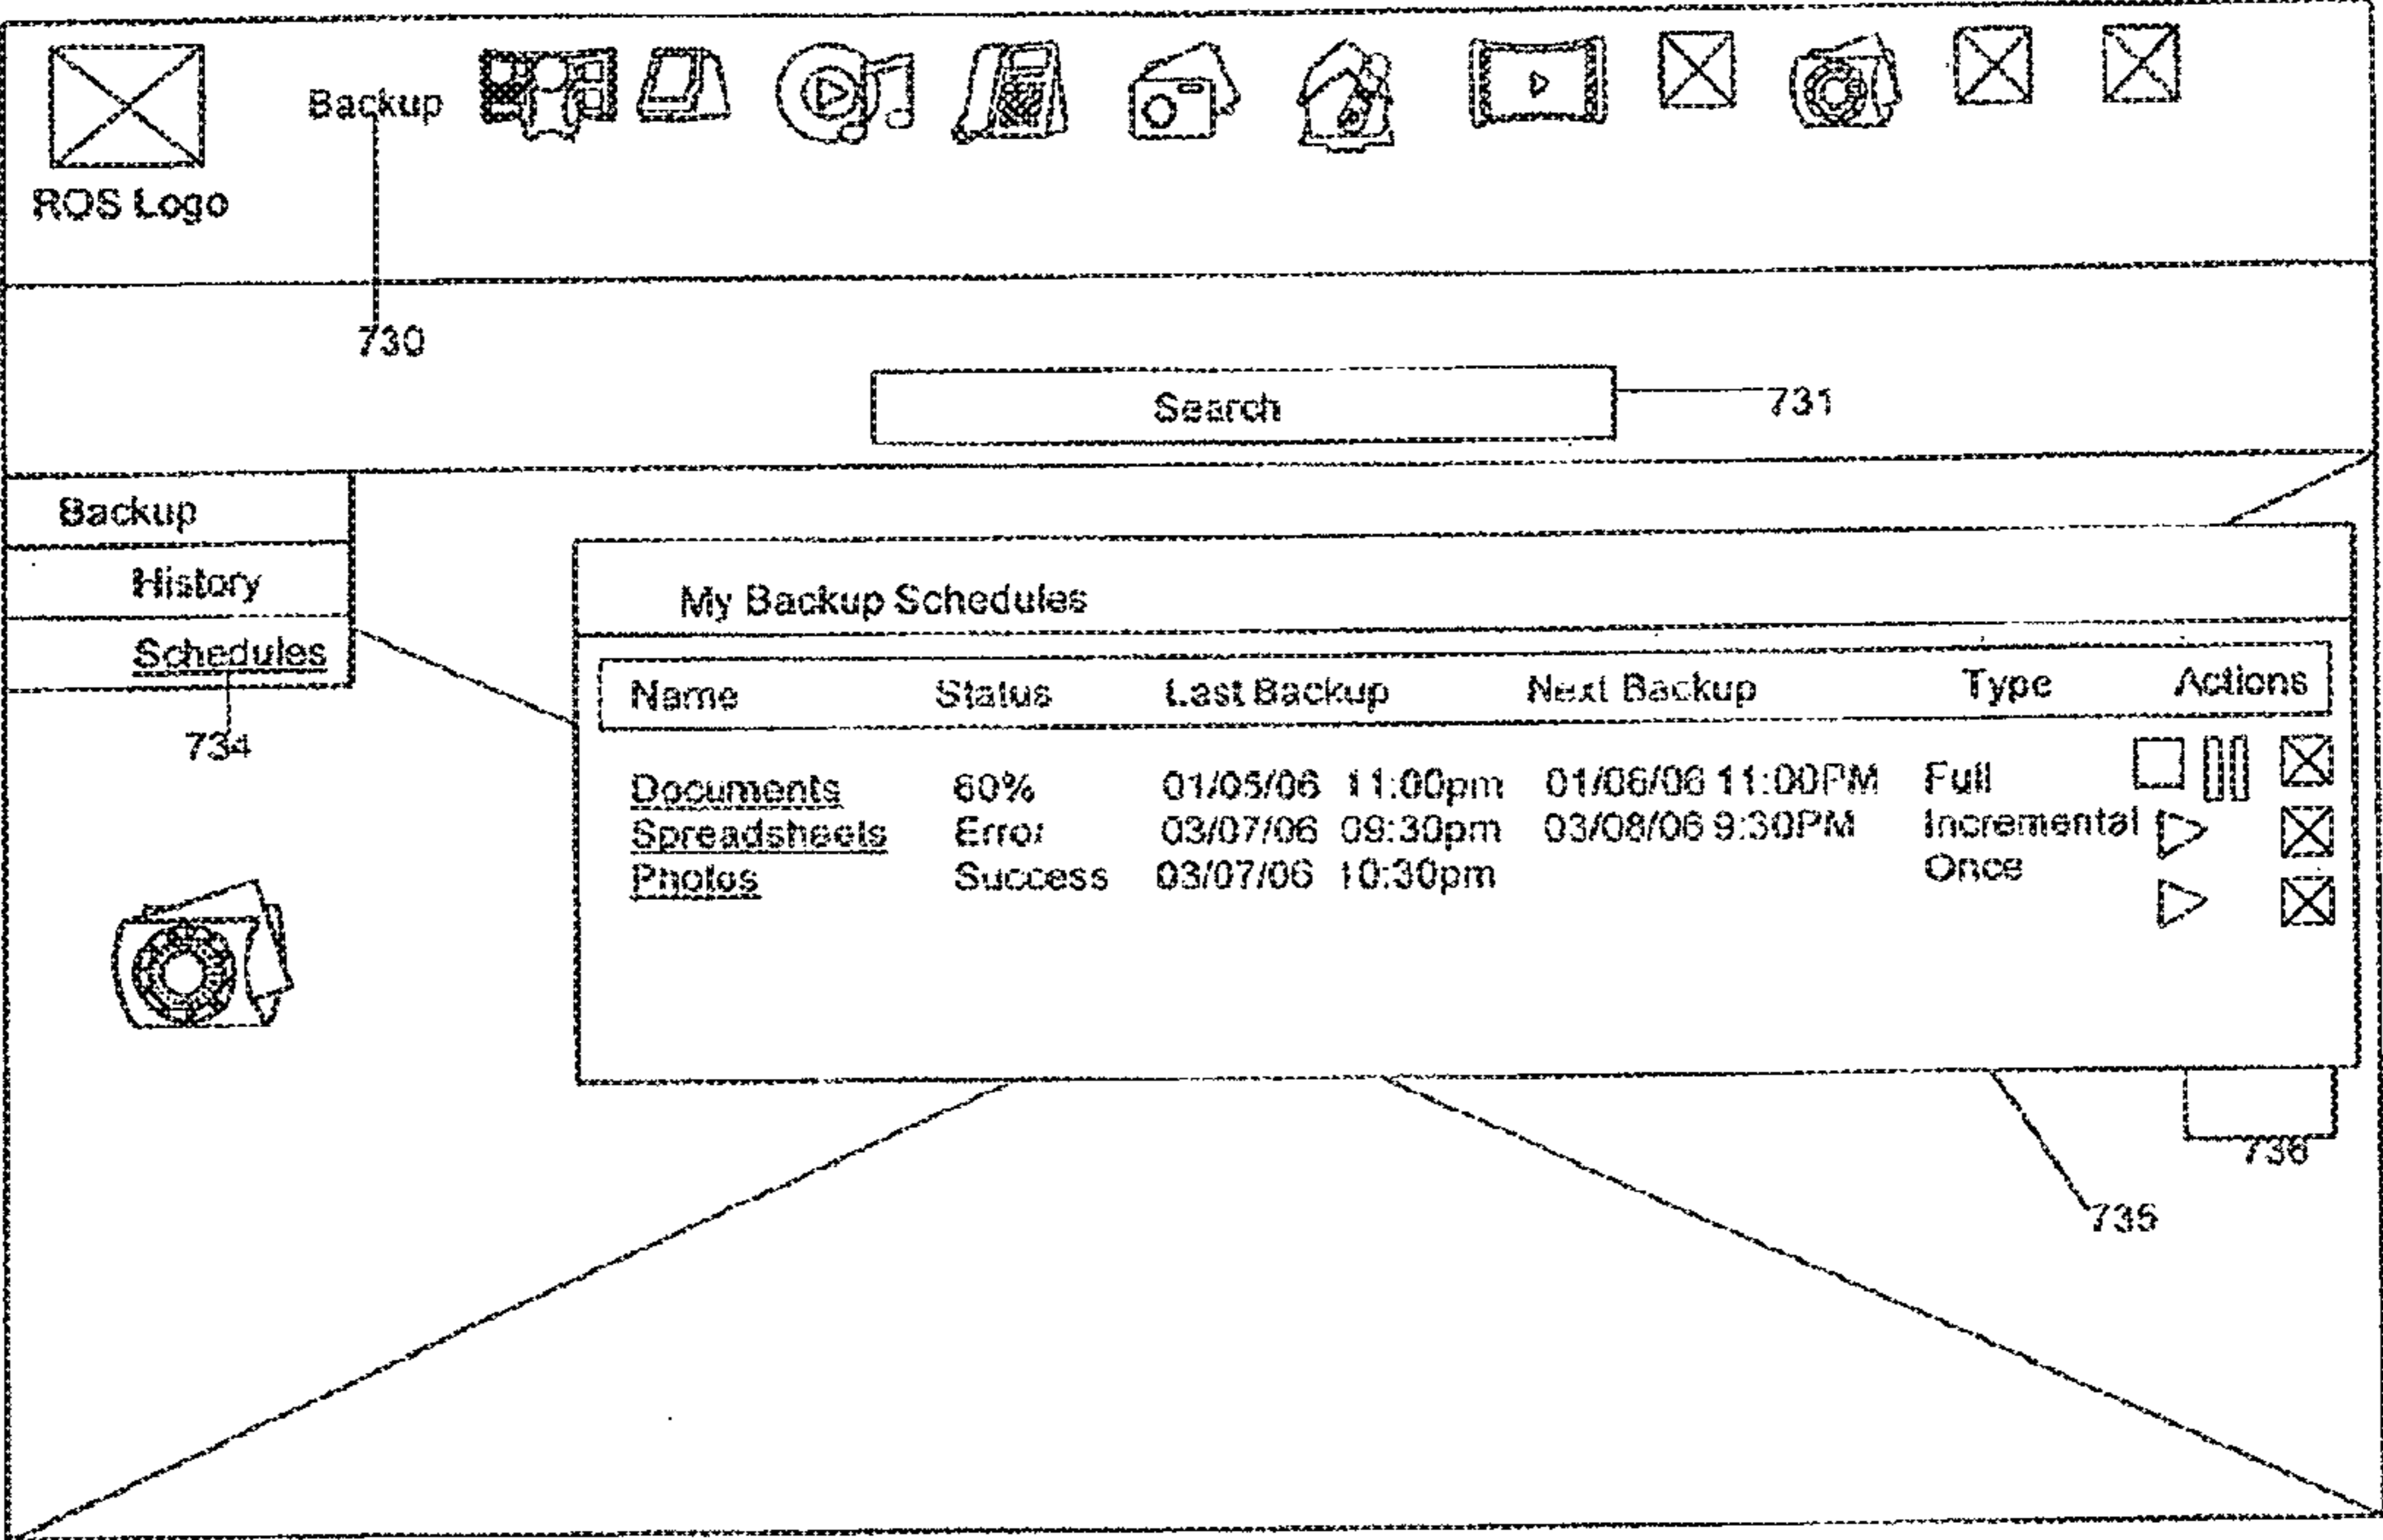 Backup
ROS Logo
730
Search 731
Backup
History
Schedules
734
My Backup Schedules
Name Status Last Backup Next Backup Type Actions
Documents 60% 01/05/06 11:00pm 01/06/06 11:00PM Full
Spreadsheets Error 03/07/06 09:30pm 03/08/06 9:30PM Incremental
Photos Success 03/07/06 10:30pm Once
736
735